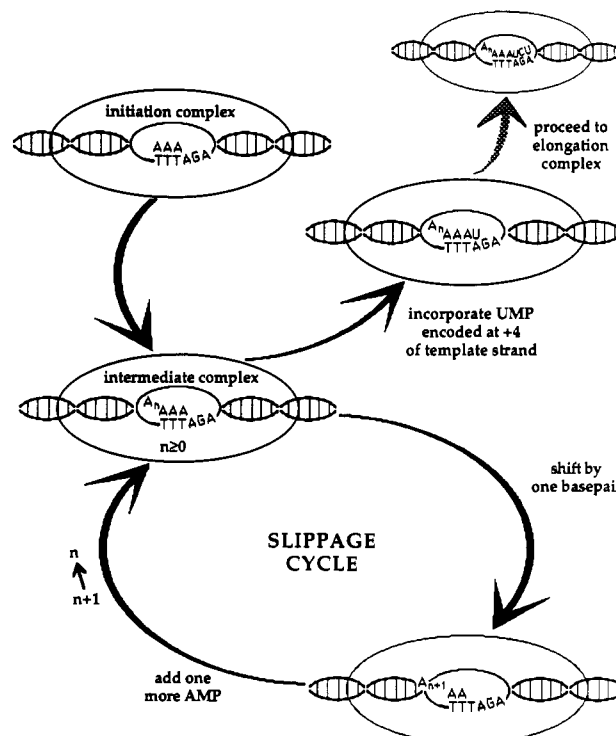 AₙAAAUCU
TTTAGA
proceed to
elongation
complex
initiation complex
AAA
TTTAGA
AₙAAAU
TTTAGA
incorporate UMP
encoded at +4
of template strand
intermediate complex
AₙAAA
TTTAGA
n≥0
shift by
one basepair
SLIPPAGE
CYCLE
n
n+1
add one
more AMP
Aₙ₊₁AA
TTTAGA